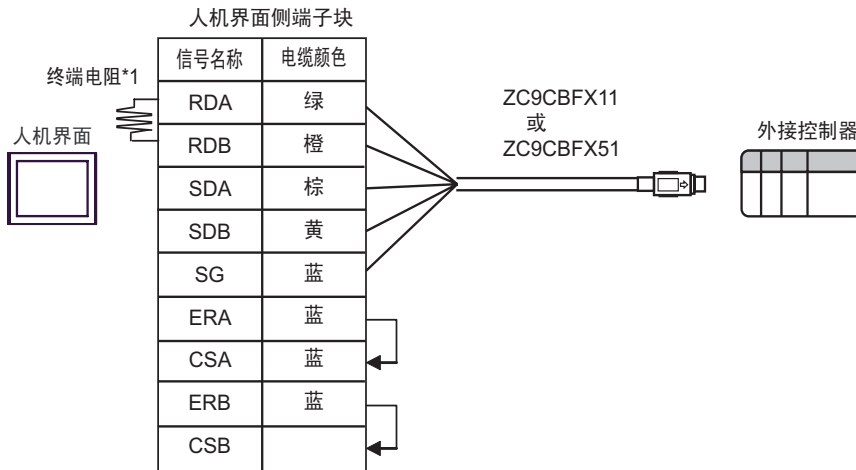 人机界面侧端子块
信号名称 电缆颜色
终端电阻*1
RDA 绿
RDB 橙
SDA 棕
SDB 黄
SG 蓝
ERA 蓝
CSA 蓝
ERB 蓝
CSB
人机界面
ZC9CBFX11
或
ZC9CBFX51
外接控制器